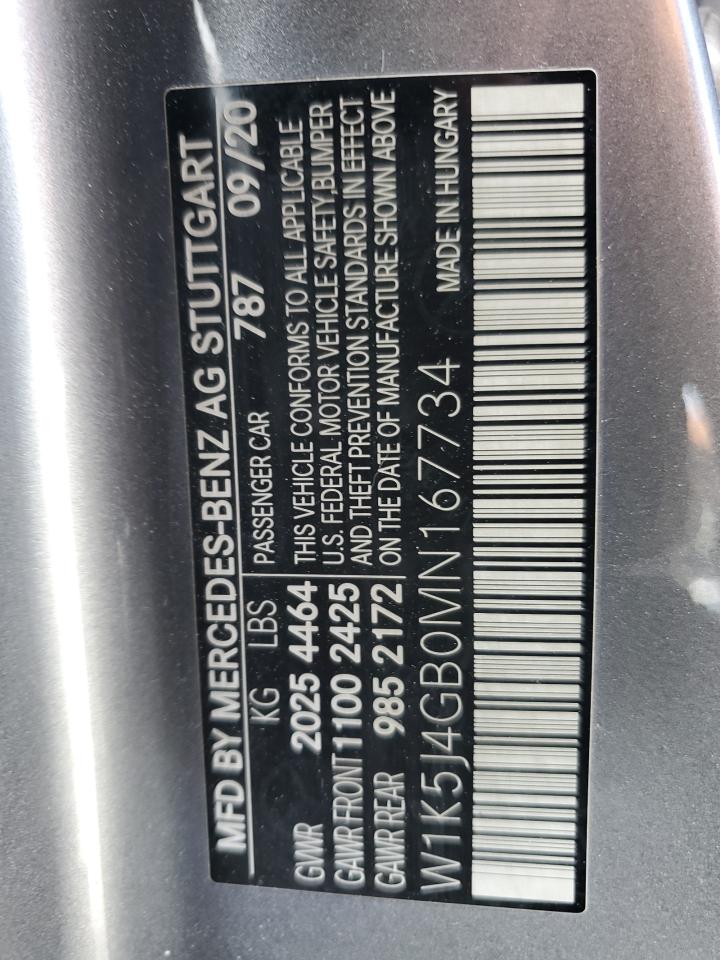 MFD BY MERCEDES-BENZ AG STUTTGART
KG LBS PASSENGER CAR 787 09/20
GVWR 2025 4464 THIS VEHICLE CONFORMS TO ALL APPLICABLE
U.S. FEDERAL MOTOR VEHICLE SAFETY,BUMPER
GAWR FRONT 1100 2425 AND THEFT PREVENTION STANDARDS IN EFFECT
GAWR REAR 985 2172 ON THE DATE OF MANUFACTURE SHOWN ABOVE
W1K5J4GB0MN167734 MADE IN HUNGARY